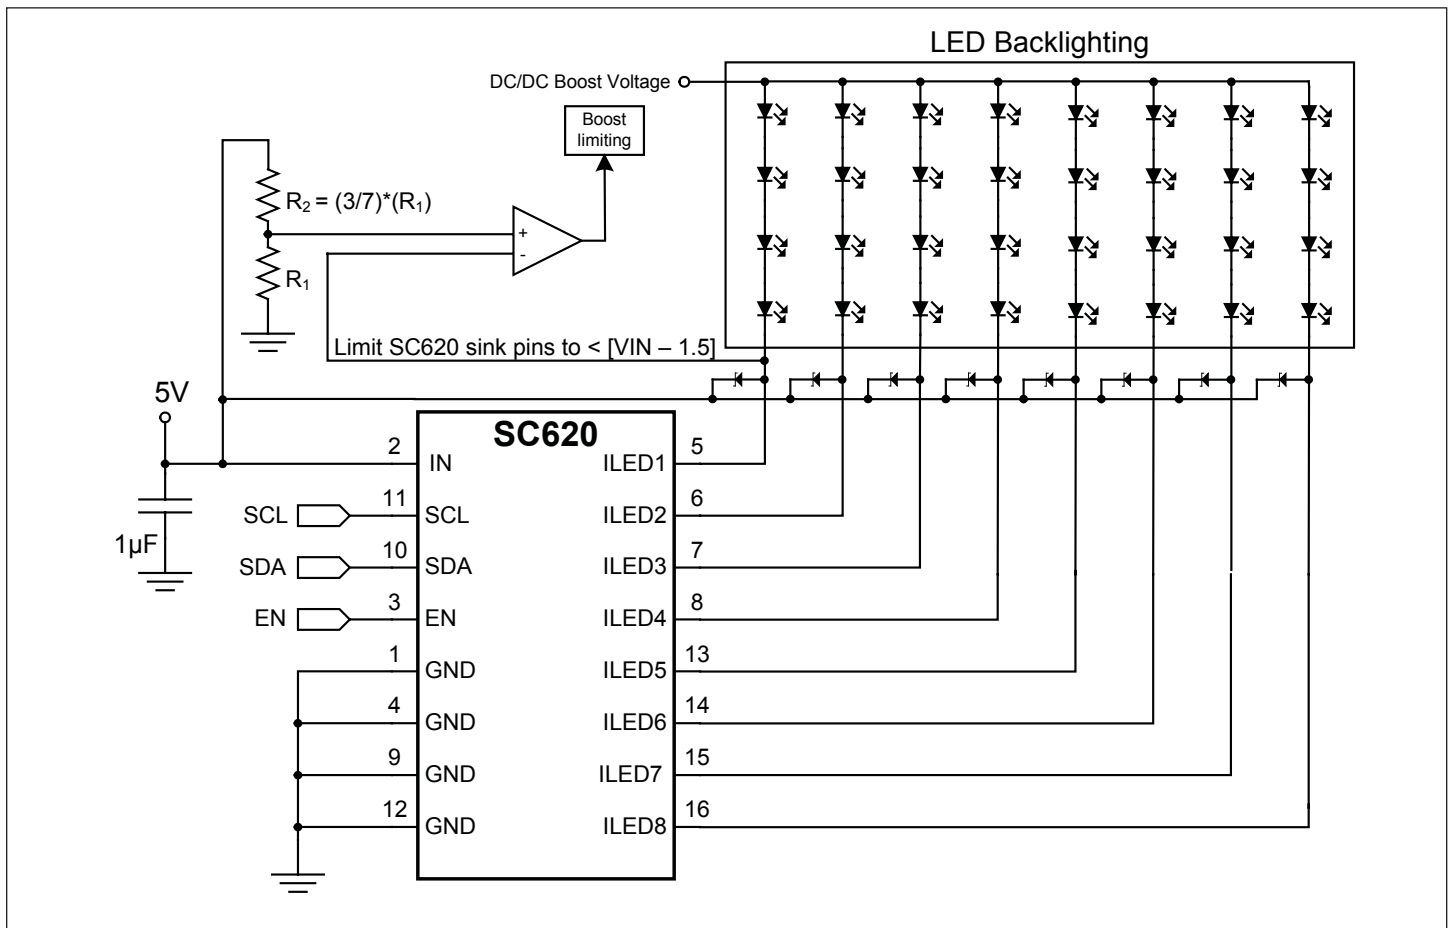 LED Backlighting
DC/DC Boost Voltage
Boost
limiting
R₂ = (3/7)*(R₁)
+
-
R₁
Limit SC620 sink pins to < [VIN – 1.5]
5V
1µF
SC620
2 IN
11 SCL SCL
10 SDA SDA
3 EN EN
1 GND
4 GND
9 GND
12 GND
ILED1 5
ILED2 6
ILED3 7
ILED4 8
ILED5 13
ILED6 14
ILED7 15
ILED8 16